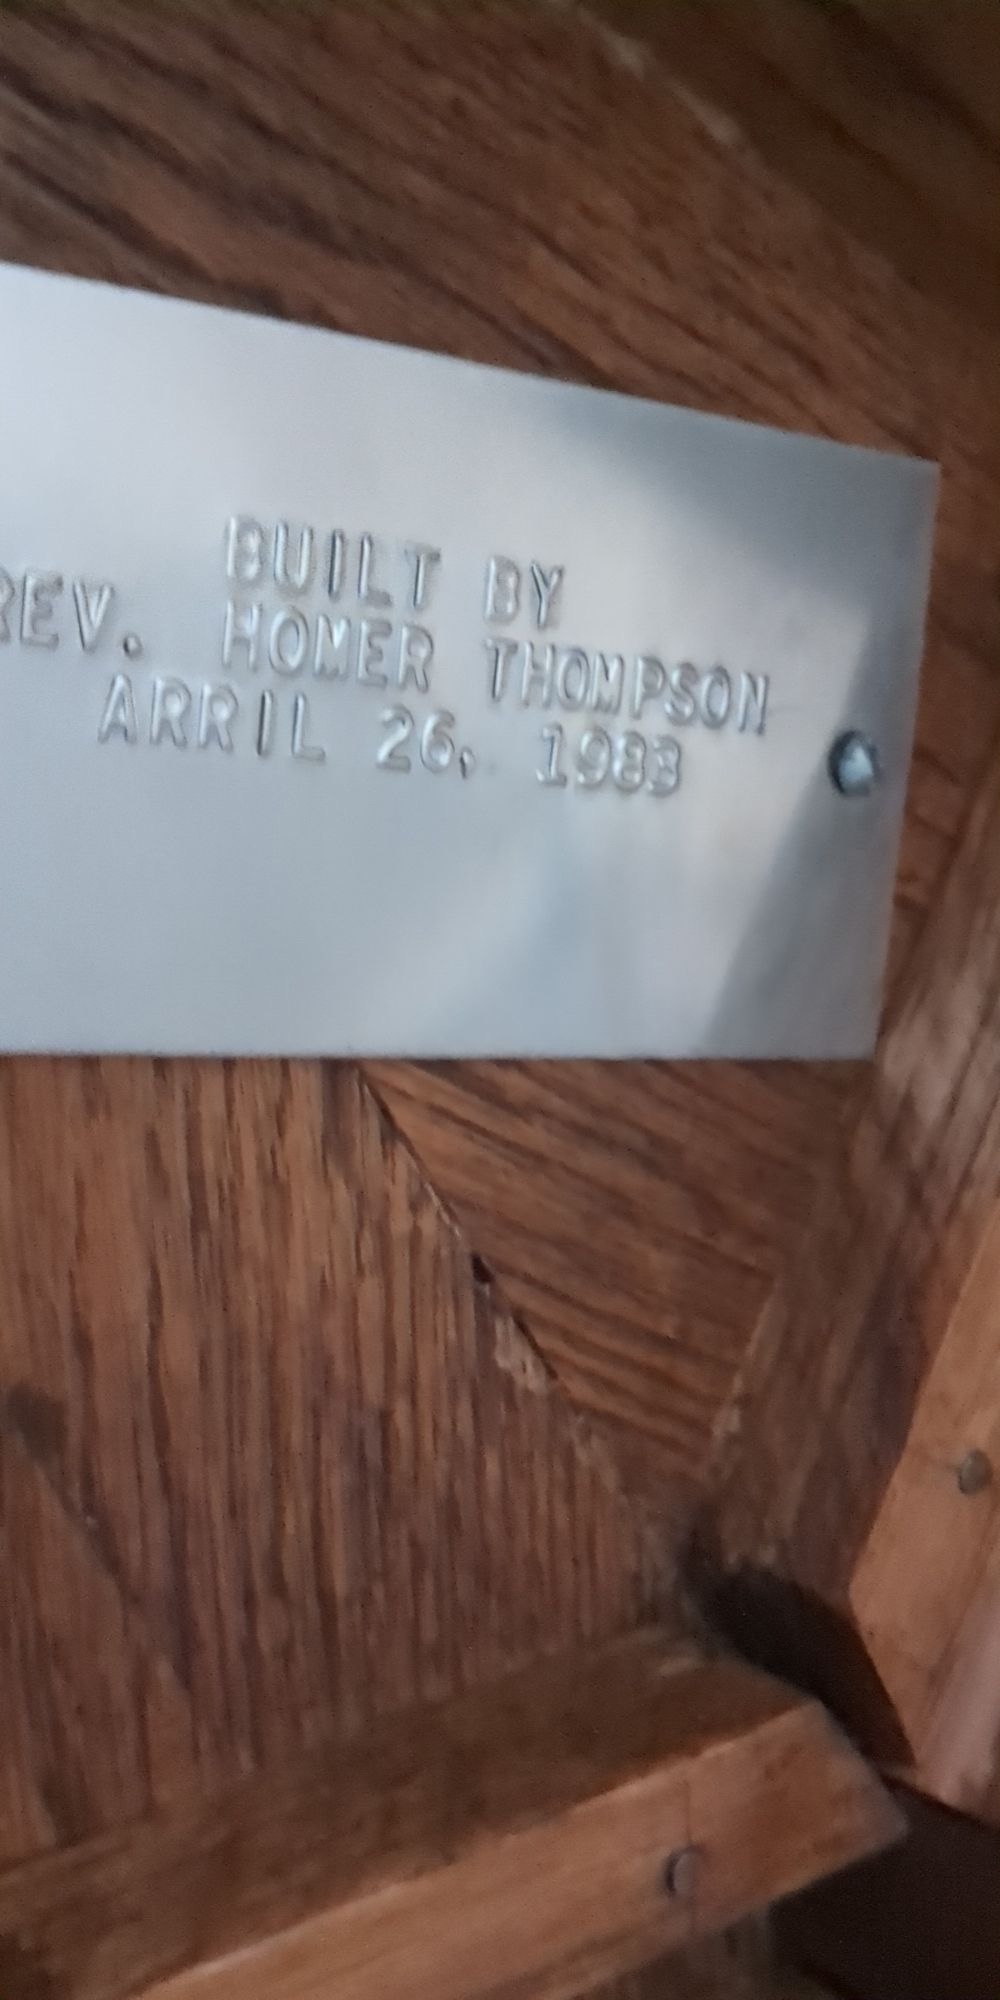 BUILT BY
REV. HOMER THOMPSON
ARRIL 26, 1983